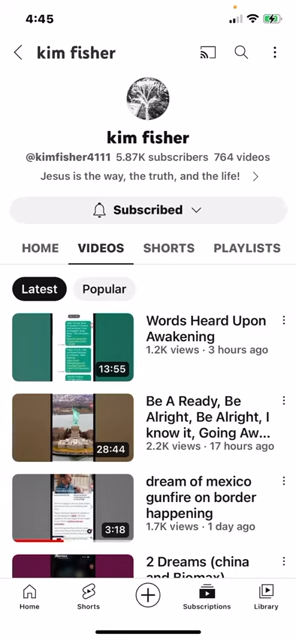 4:45
kim fisher
kim fisher
@kimfisher4111 5.87K subscribers 764 videos
Jesus is the way, the truth, and the life!
Subscribed
HOME VIDEOS SHORTS PLAYLISTS
Latest Popular
Words Heard Upon
Awakening
1.2K views · 3 hours ago
13:55
Be A Ready, Be
Alright, Be Alright, I
know it, Going Aw...
2.2K views · 17 hours ago
28:44
dream of mexico
gunfire on border
happening
1.7K views · 1 day ago
3:18
2 Dreams (china
and Biomax)
Home Shorts Subscriptions Library